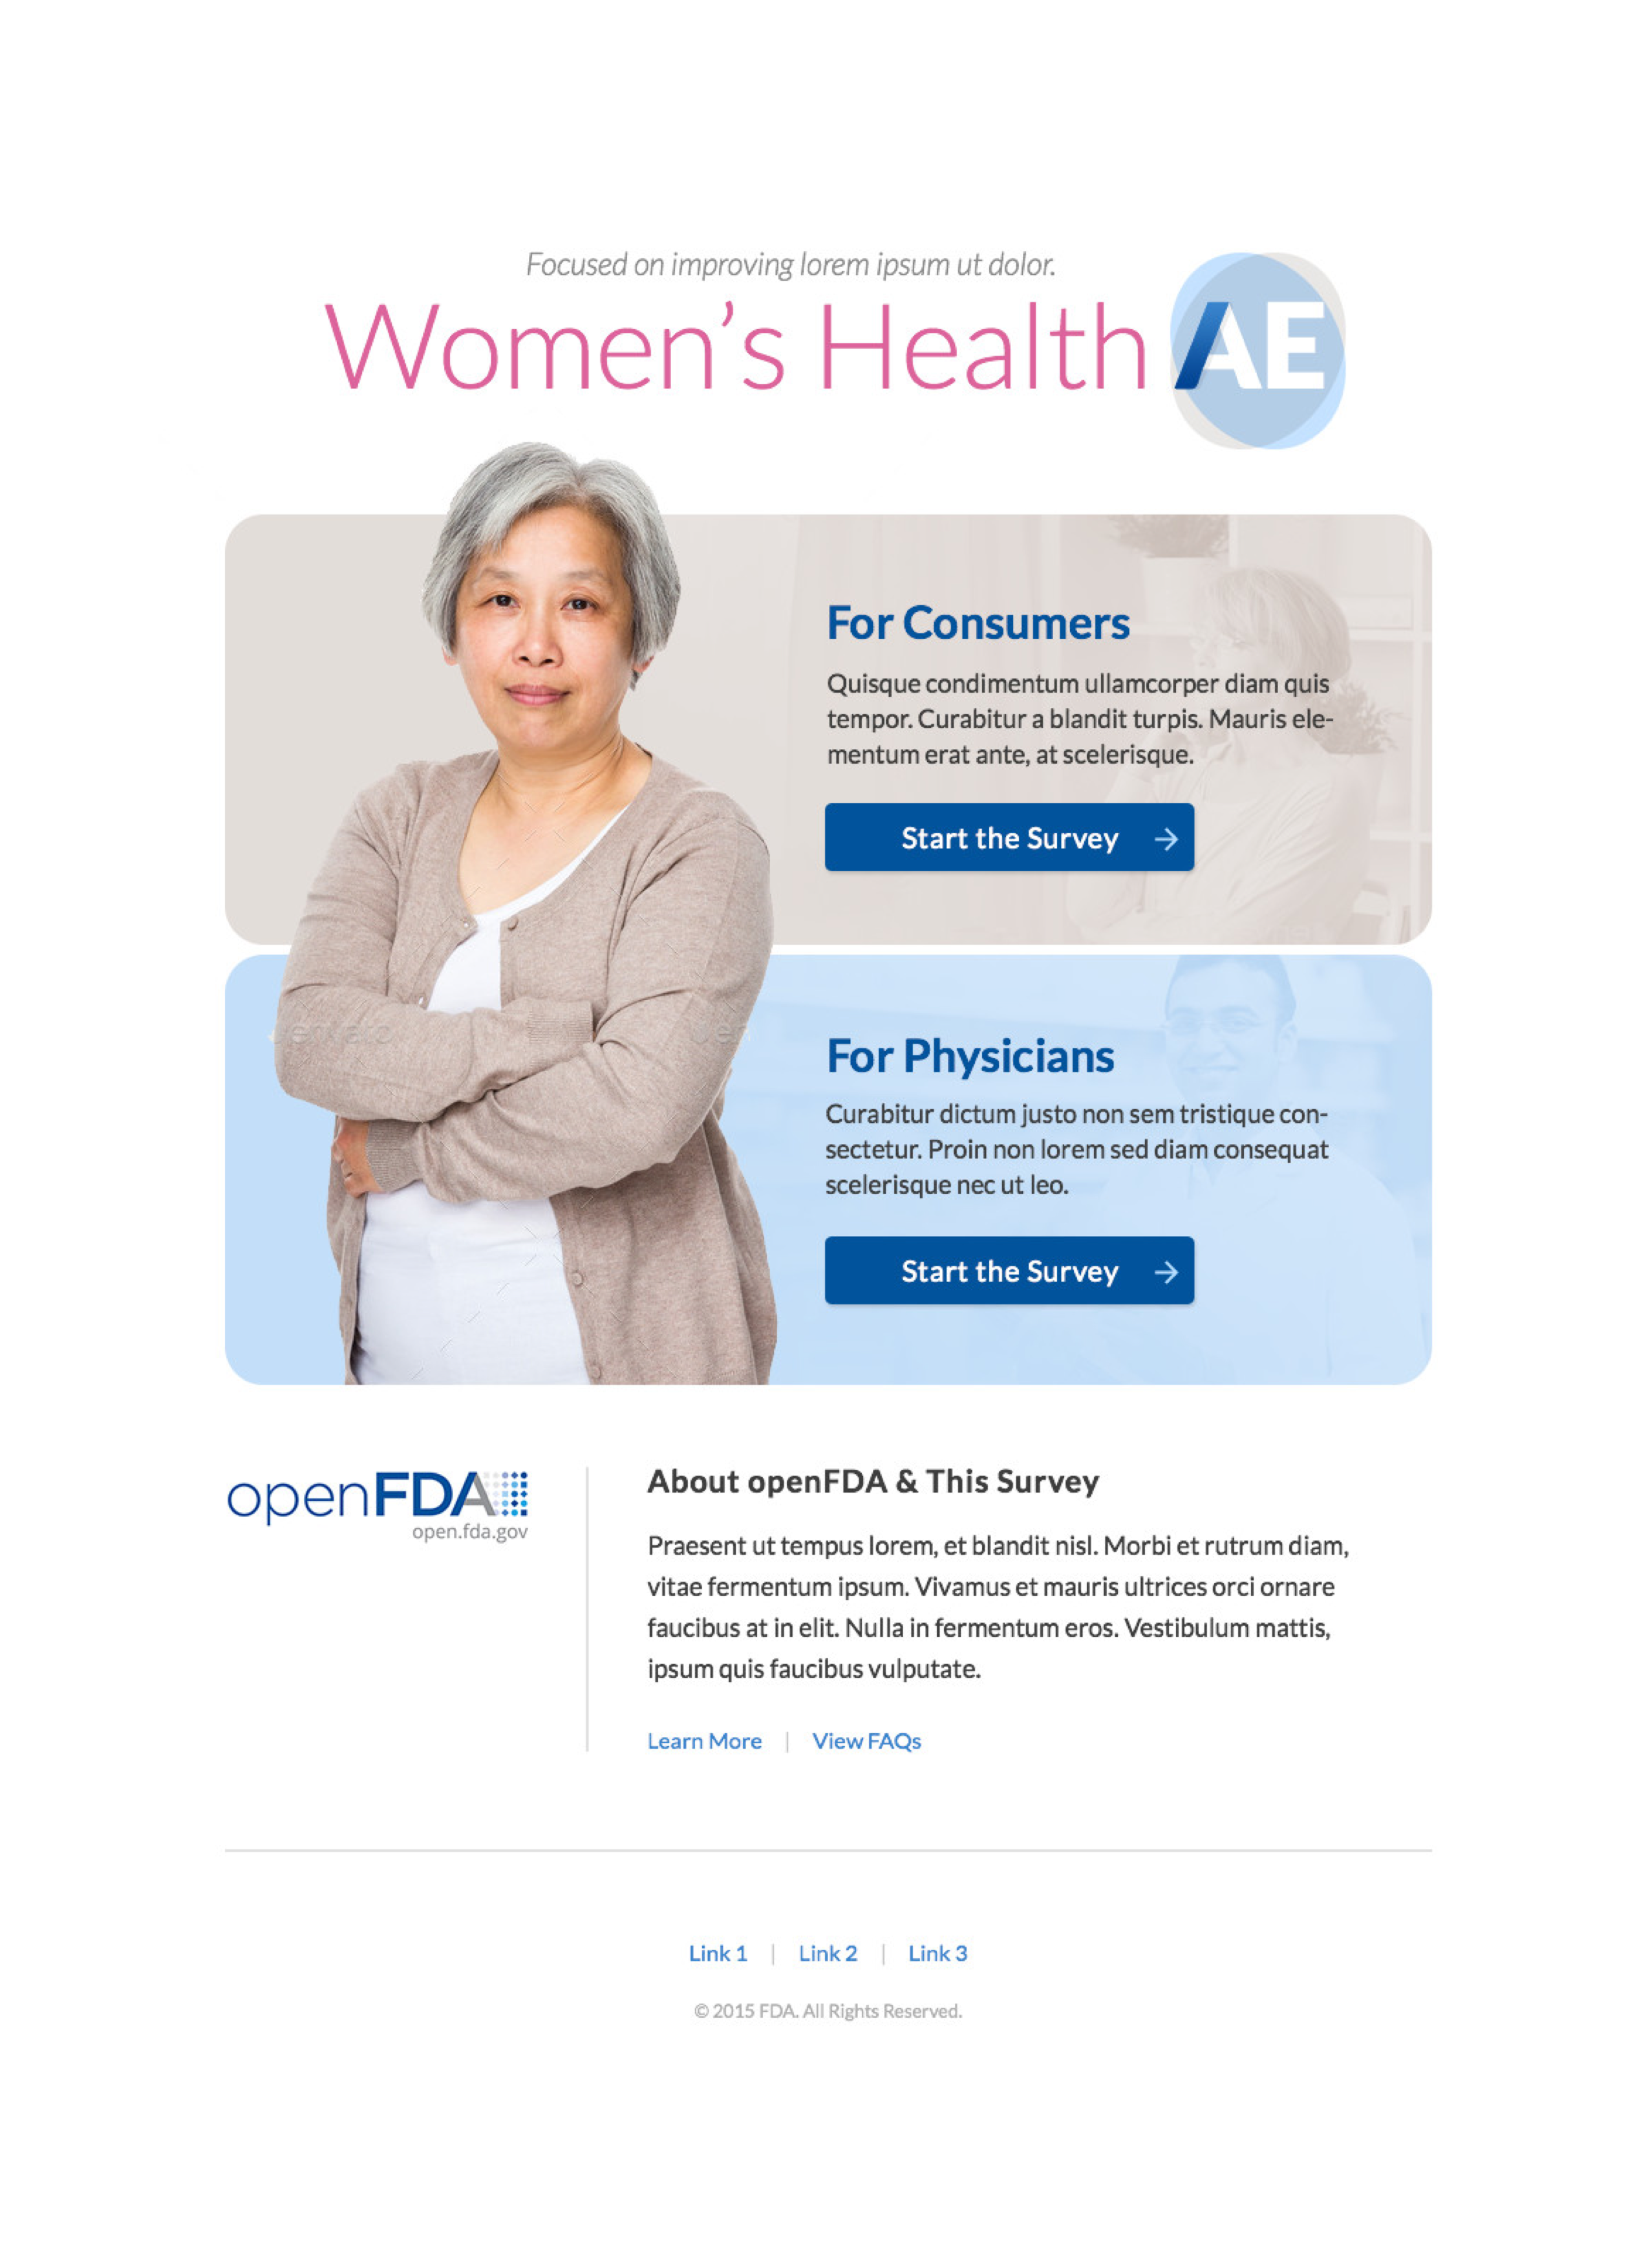 Focused on improving lorem ipsum ut dolor.
Women's Health AE
For Consumers
Quisque condimentum ullamcorper diam quis
tempor. Curabitur a blandit turpis. Mauris ele-
mentum erat ante, at scelerisque.
Start the Survey →
For Physicians
Curabitur dictum justo non sem tristique con-
sectetur. Proin non lorem sed diam consequat
scelerisque nec ut leo.
Start the Survey →
openFDA
open.fda.gov
About openFDA & This Survey
Praesent ut tempus lorem, et blandit nisl. Morbi et rutrum diam,
vitae fermentum ipsum. Vivamus et mauris ultrices orci ornare
faucibus at in elit. Nulla in fermentum eros. Vestibulum mattis,
ipsum quis faucibus vulputate.
Learn More | View FAQs
Link 1 | Link 2 | Link 3
© 2015 FDA. All Rights Reserved.